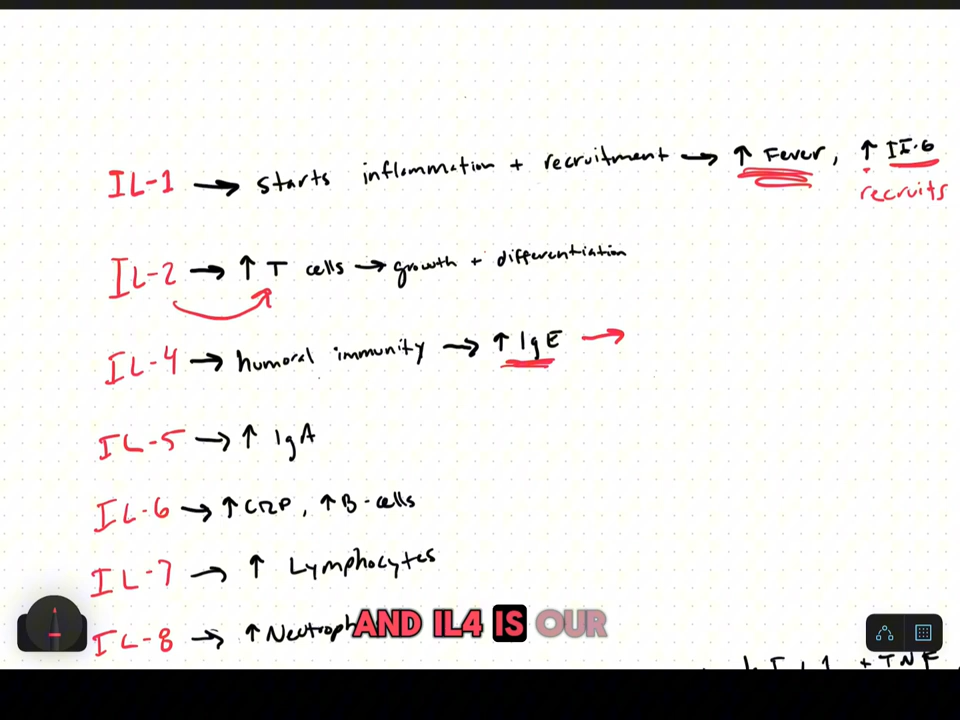 IL-1 → starts inflammation + recruitment → ↑ Fever, ↑ IL-6
recruits
IL-2 → ↑ T cells → growth + differentiation
IL-4 → humoral immunity → ↑ IgE →
IL-5 → ↑ IgA
IL-6 → ↑ CRP, ↑ B-cells
IL-7 → ↑ Lymphocytes
IL-8 → ↑
AND IL4 IS OUR
+ TNF